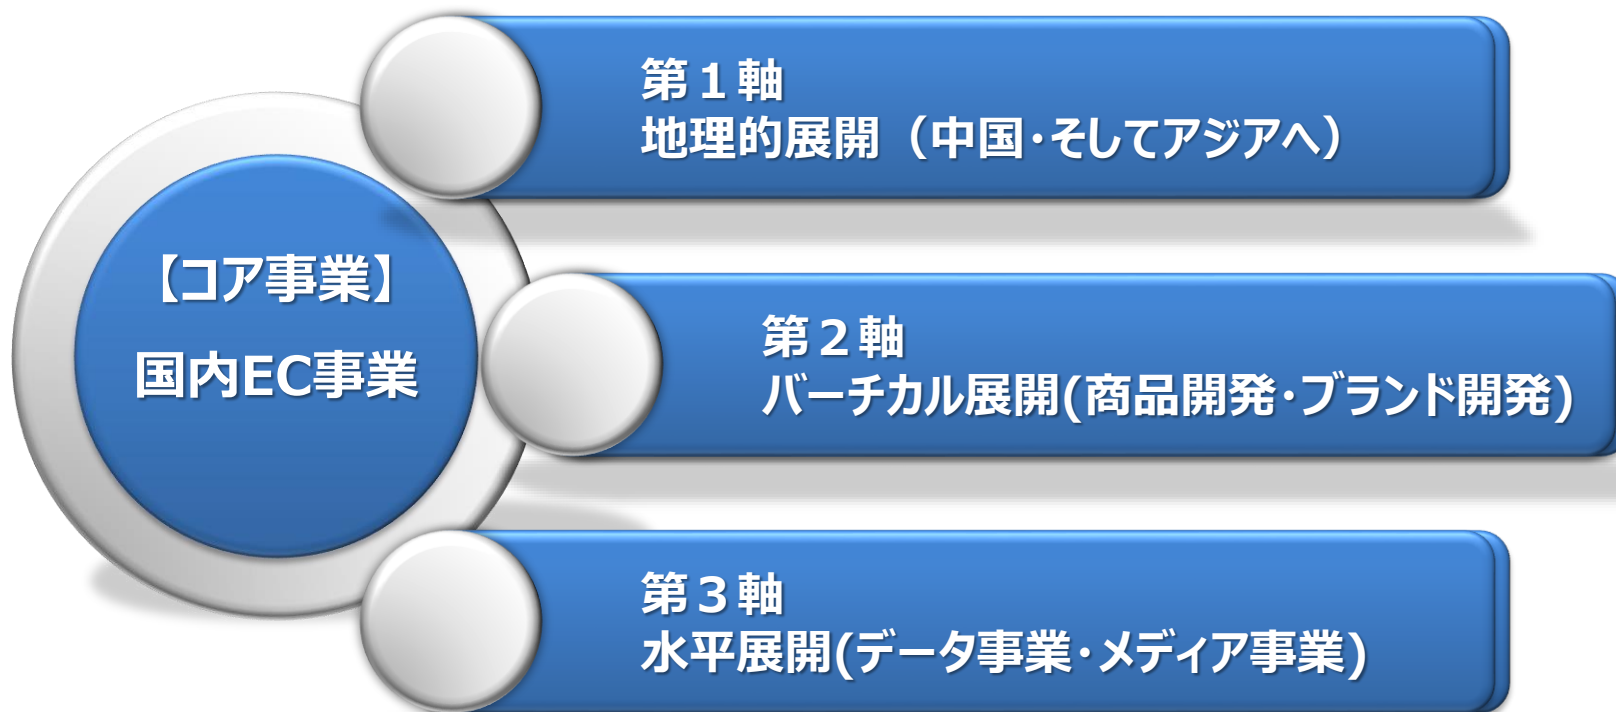 【コア事業】
国内EC事業
第１軸
地理的展開（中国･そしてアジアへ）
第２軸
バーチカル展開(商品開発･ブランド開発)
第３軸
水平展開(データ事業･メディア事業)